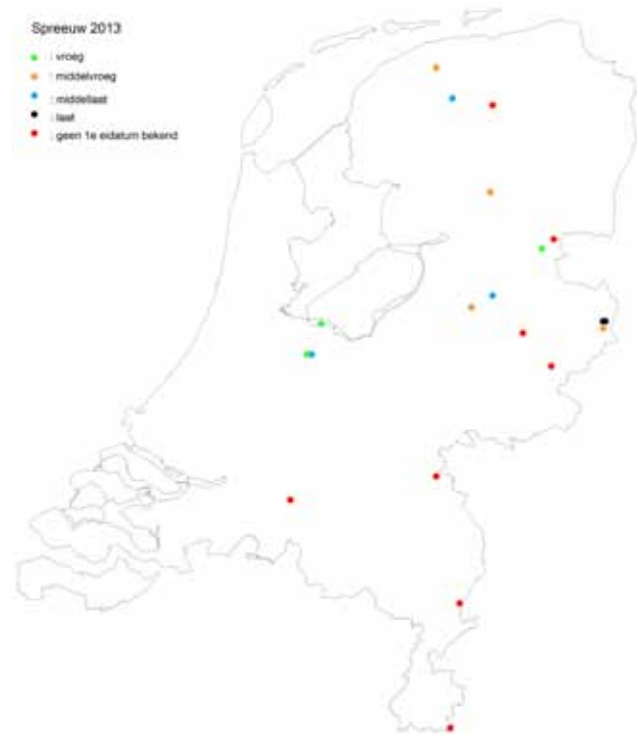 Spreeuw 2013
: vroeg
: middelvroeg
: middellaat
: laat
: geen 1e eidatum bekend